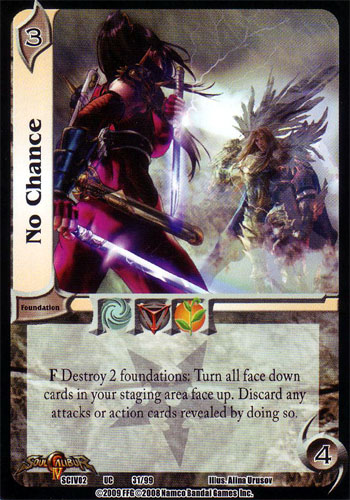 3
No Chance
Foundation
F Destroy 2 foundations: Turn all face down
cards in your staging area face up. Discard any
attacks or action cards revealed by doing so.
4
SOULCALIBUR
IV
SCIV02 UC 31/99 Illus. Alina Urusov
©2009 FFG ©2008 Namco Bandai Games Inc.